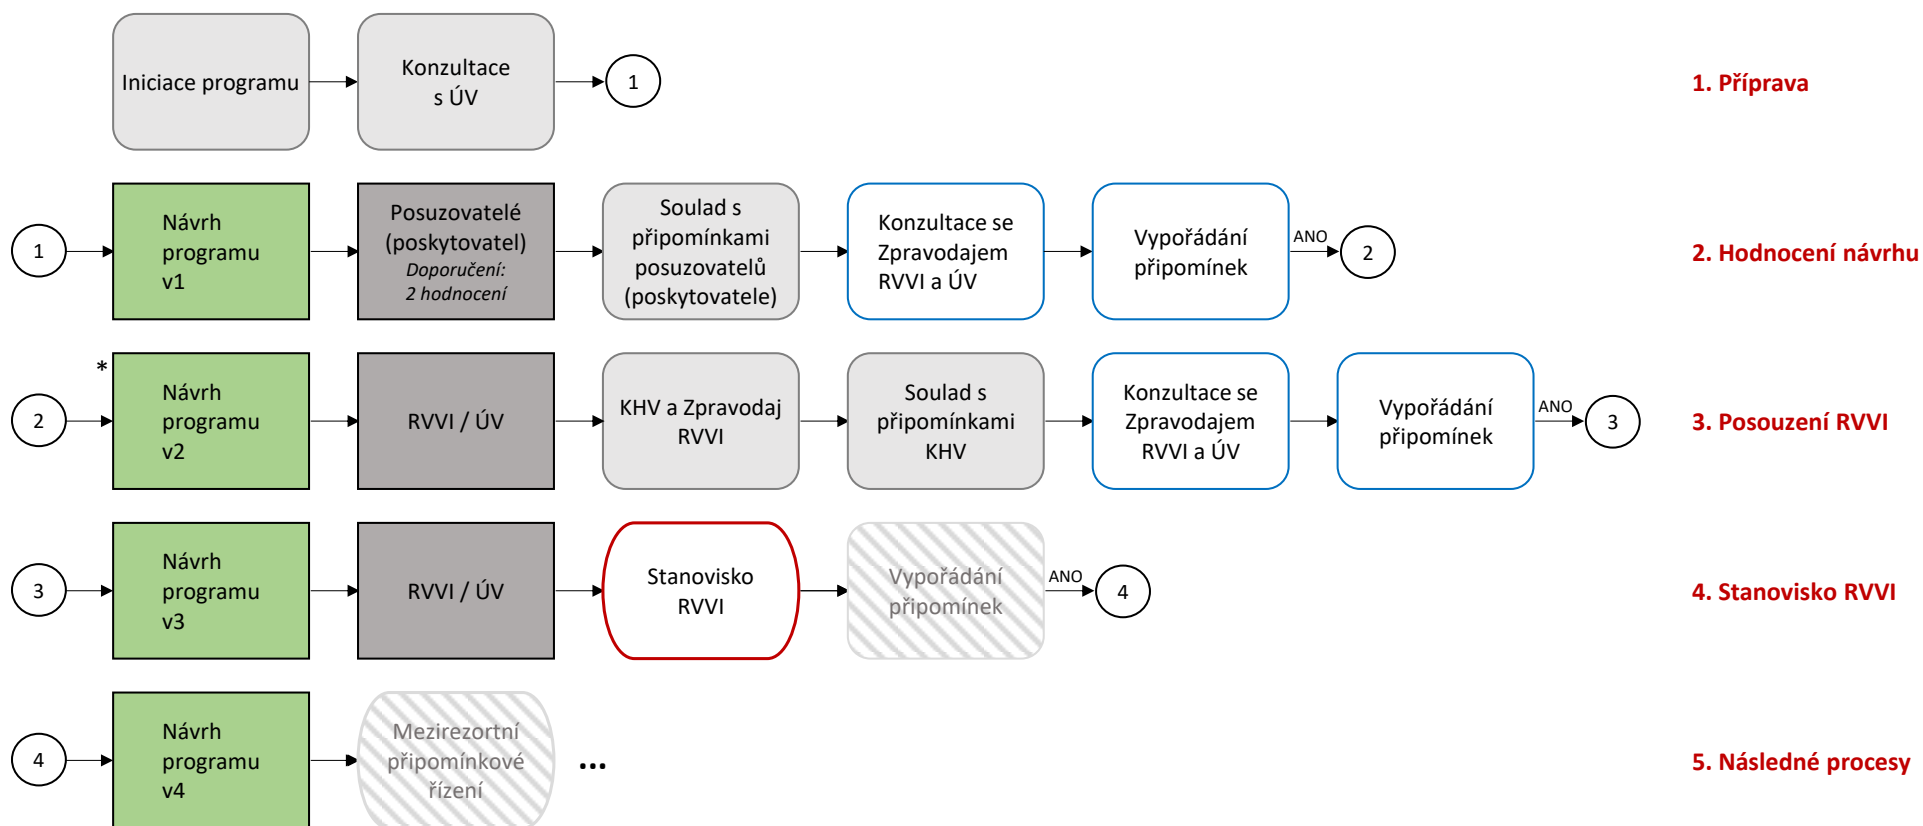 Iniciace programu
Konzultace
s ÚV
1
1. Příprava
1
Návrh
programu
v1
Posuzovatelé
(poskytovatel)
Doporučení:
2 hodnocení
Soulad s
připomínkami
posuzovatelů
(poskytovatele)
Konzultace se
Zpravodajem
RVVI a ÚV
Vypořádání
připomínek
ANO
2
2. Hodnocení návrhu
*
2
Návrh
programu
v2
RVVI / ÚV
KHV a Zpravodaj
RVVI
Soulad s
připomínkami
KHV
Konzultace se
Zpravodajem
RVVI a ÚV
Vypořádání
připomínek
ANO
3
3. Posouzení RVVI
3
Návrh
programu
v3
RVVI / ÚV
Stanovisko
RVVI
Vypořádání
připomínek
ANO
4
4. Stanovisko RVVI
4
Návrh
programu
v4
Mezirezortní
připomínkové
řízení
...
5. Následné procesy